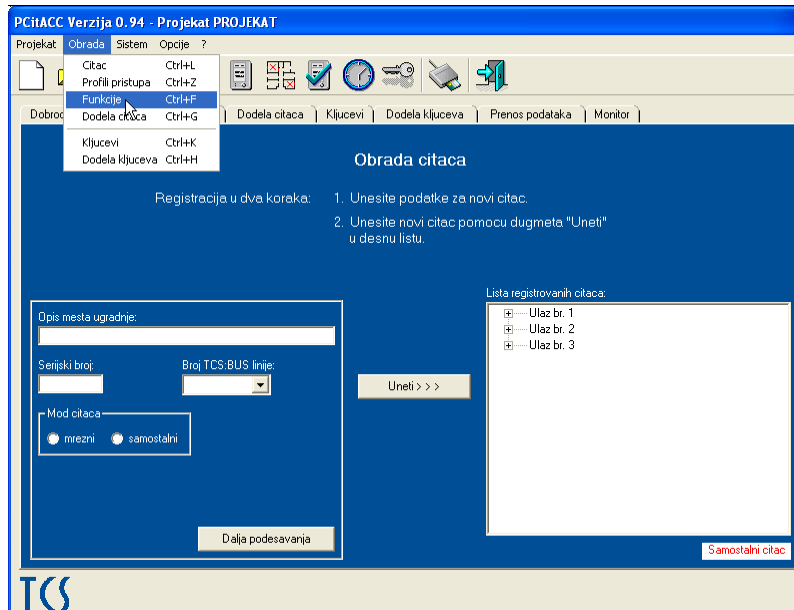 PCitACC Verzija 0.94 - Projekat PROJEKAT
Projekat Obrada Sistem Opcije ?
Citac Ctrl+L
Profili pristupa Ctrl+Z
Funkcije Ctrl+F
Dodela citaca Ctrl+G
Kljucevi Ctrl+K
Dodela kljuceva Ctrl+H
Dodela citaca Kljucevi Dodela kljuceva Prenos podataka Monitor
Obrada citaca
Registracija u dva koraka: 1. Unesite podatke za novi citac.
2. Unesite novi citac pomocu dugmeta "Uneti"
u desnu listu.
Lista registrovanih citaca:
Ulaz br. 1
Ulaz br. 2
Ulaz br. 3
Opis mesta ugradnje:
Serijski broj: Broj TCS:BUS linije:
Uneti > > >
Mod citaca
mrezni samostalni
Dalja podesavanja
Samostalni citac
TCS